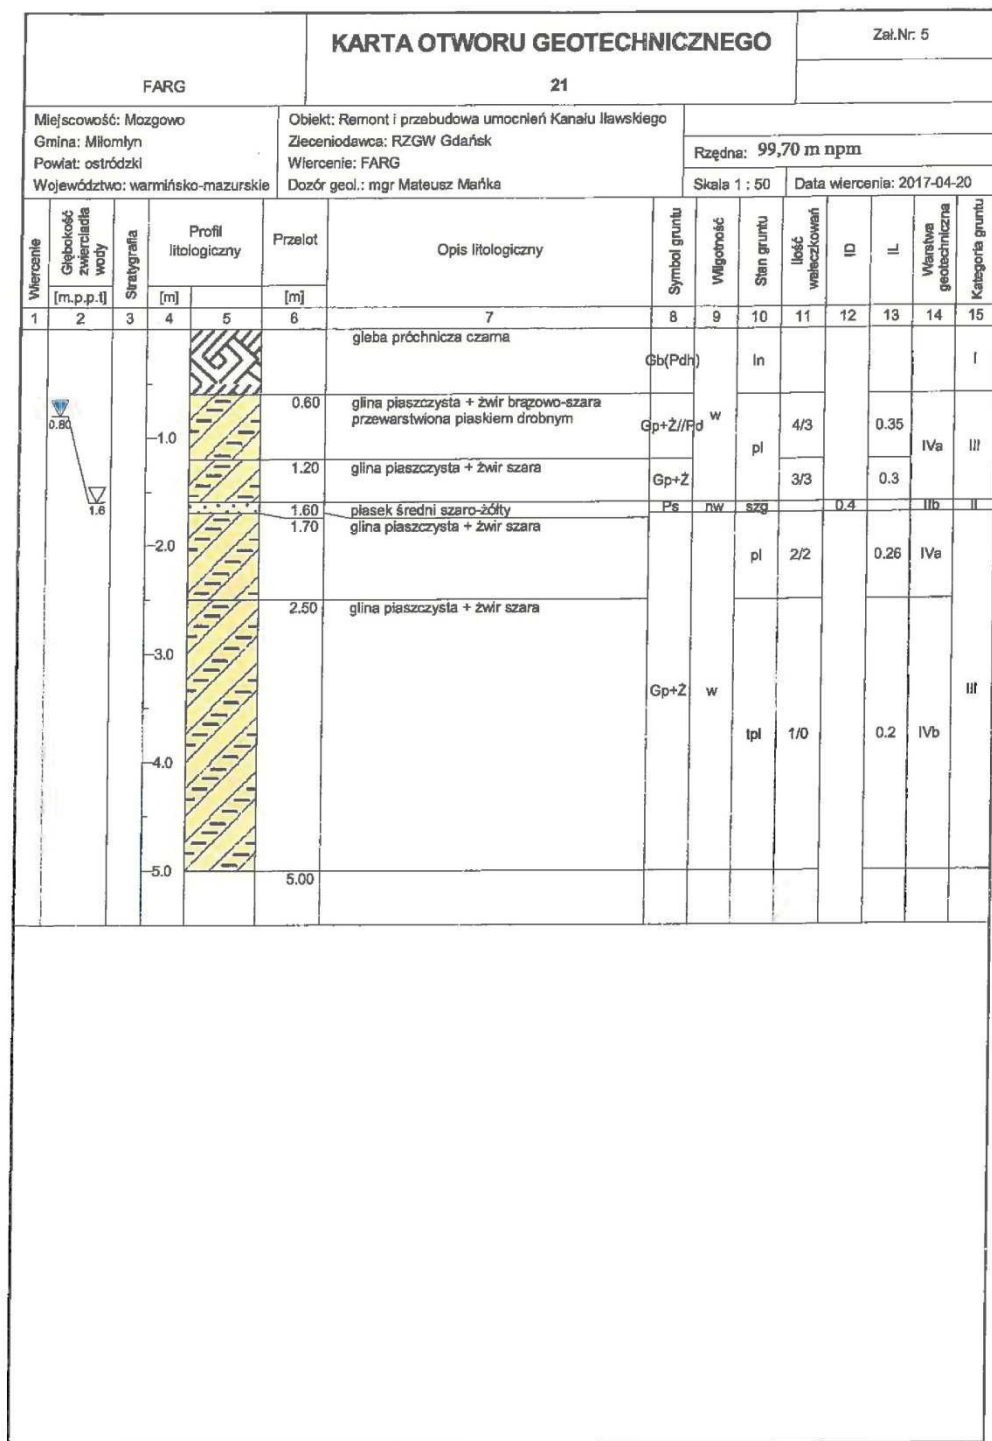 KARTA OTWORU GEOTECHNICZNEGO
Zał.Nr: 5
FARG
21
Miejscowość: Mozgowo
Gmina: Miłomłyn
Powiat: ostródzki
Województwo: warmińsko-mazurskie
Obiekt: Remont i przebudowa umocnień Kanału Iławskiego
Zleceniodawca: RZGW Gdańsk
Wiercenie: FARG
Dozór geol.: mgr Mateusz Mańka
Rzędna: 99,70 m npm
Skala 1 : 50
Data wiercenia: 2017-04-20
Wiercenie
Głębokość zwierciadła wody
[m.p.p.t]
Stratygrafia
Profil litologiczny
[m]
Przelot
[m]
Opis litologiczny
Symbol gruntu
Wilgotność
Stan gruntu
Ilość wałeczkowań
ID
IL
Warstwa geotechniczna
Kategoria gruntu
1 2 3 4 5 6 7 8 9 10 11 12 13 14 15
gleba próchnicza czarna
Gb(Pdh) ln I
0.60 glina piaszczysta + żwir brązowo-szara
przewarstwiona piaskiem drobnym
Gp+Ż//Pd w 4/3 0.35
0.80
-1.0
pl IVa III
1.20 glina piaszczysta + żwir szara
Gp+Ż 3/3 0.3
1.6
1.60 piasek średni szaro-żółty Ps nw szg 0.4 IIb II
1.70 glina piaszczysta + żwir szara
-2.0
pl 2/2 0.26 IVa
2.50 glina piaszczysta + żwir szara
-3.0
Gp+Ż w III
tpl 1/0 0.2 IVb
-4.0
-5.0
5.00